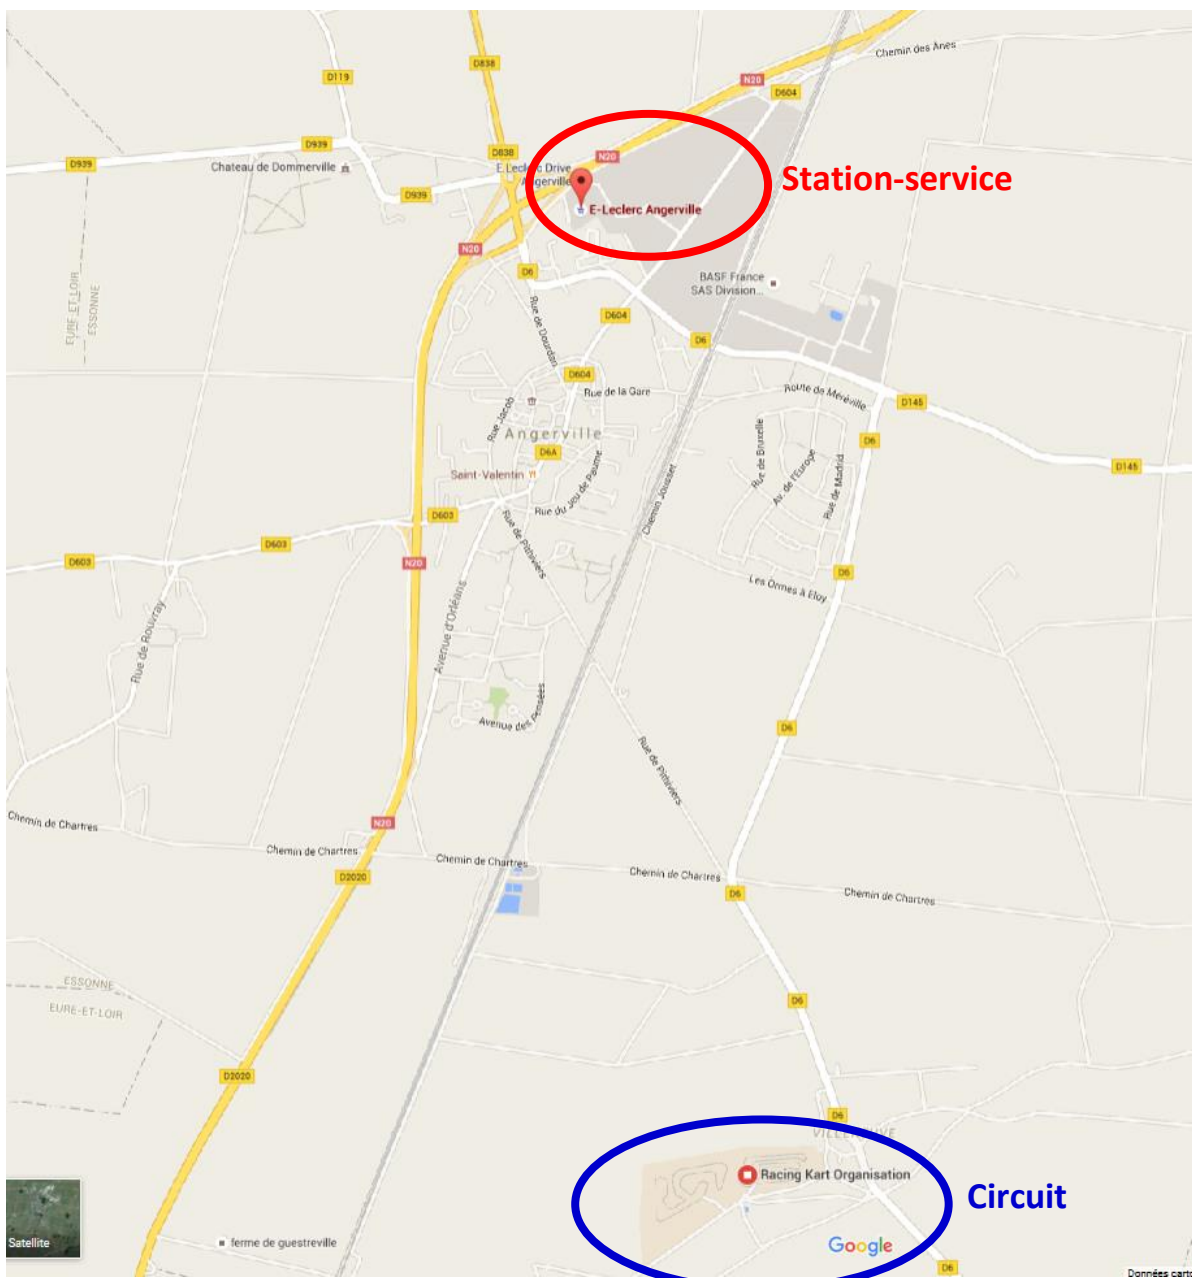 Chemin des Ânes
D838
D119
N20
D604
D939
D939
D838
N20
Chateau de Dommerville
E.Leclerc Drive
Angerville
Station-service
D939
E-Leclerc Angerville
N20
D6
BASF France
SAS Division...
EURE-ET-LOIR
ESSONNE
Rue de Dourdan
D604
D6
D604
Rue de la Gare
Route de Méréville
D145
Rue Jacob
Angerville
D6
D6A
Rue de Bruxelle
Av. de l'Europe
Rue de Madrid
D145
Saint-Valentin
Rue du Jeu de Paume
Chemin Jousset
D603
D603
D603
Rue de Pithiviers
N20
D6
Les Ormes à Eloy
Avenue d'Orléans
Rue de Rouvray
Avenue des Pensées
D6
Rue de Pithiviers
Chemin de Chartres
N20
Chemin de Chartres
Chemin de Chartres
Chemin de Chartres
D2020
D6
Chemin de Chartres
ESSONNE
EURE-ET-LOIR
D6
D2020
D6
VILLENEUVE
Racing Kart Organisation
Circuit
Satellite
ferme de guestreville
Google
D6
Données carto